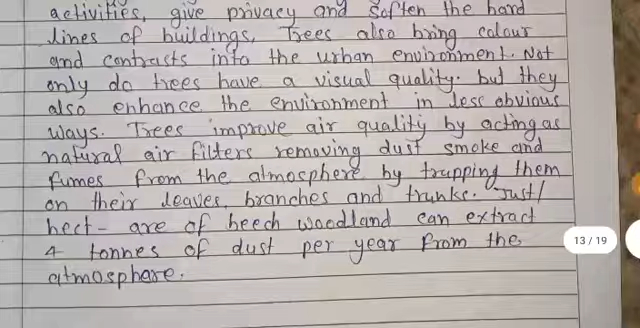 activities, give privacy and soften the hard
lines of buildings, Trees also bring colour
and contrasts into the urban environment. Not
only do trees have a visual quality. but they
also enhance the environment in less obvious
ways. Trees improve air quality by acting as
natural air filters removing dust smoke and
fumes from the atmosphere by trapping them
on their leaves, branches and trunks. Just 1
hect - are of beech woodland can extract
4 tonnes of dust per year from the
atmosphere.
13 / 19